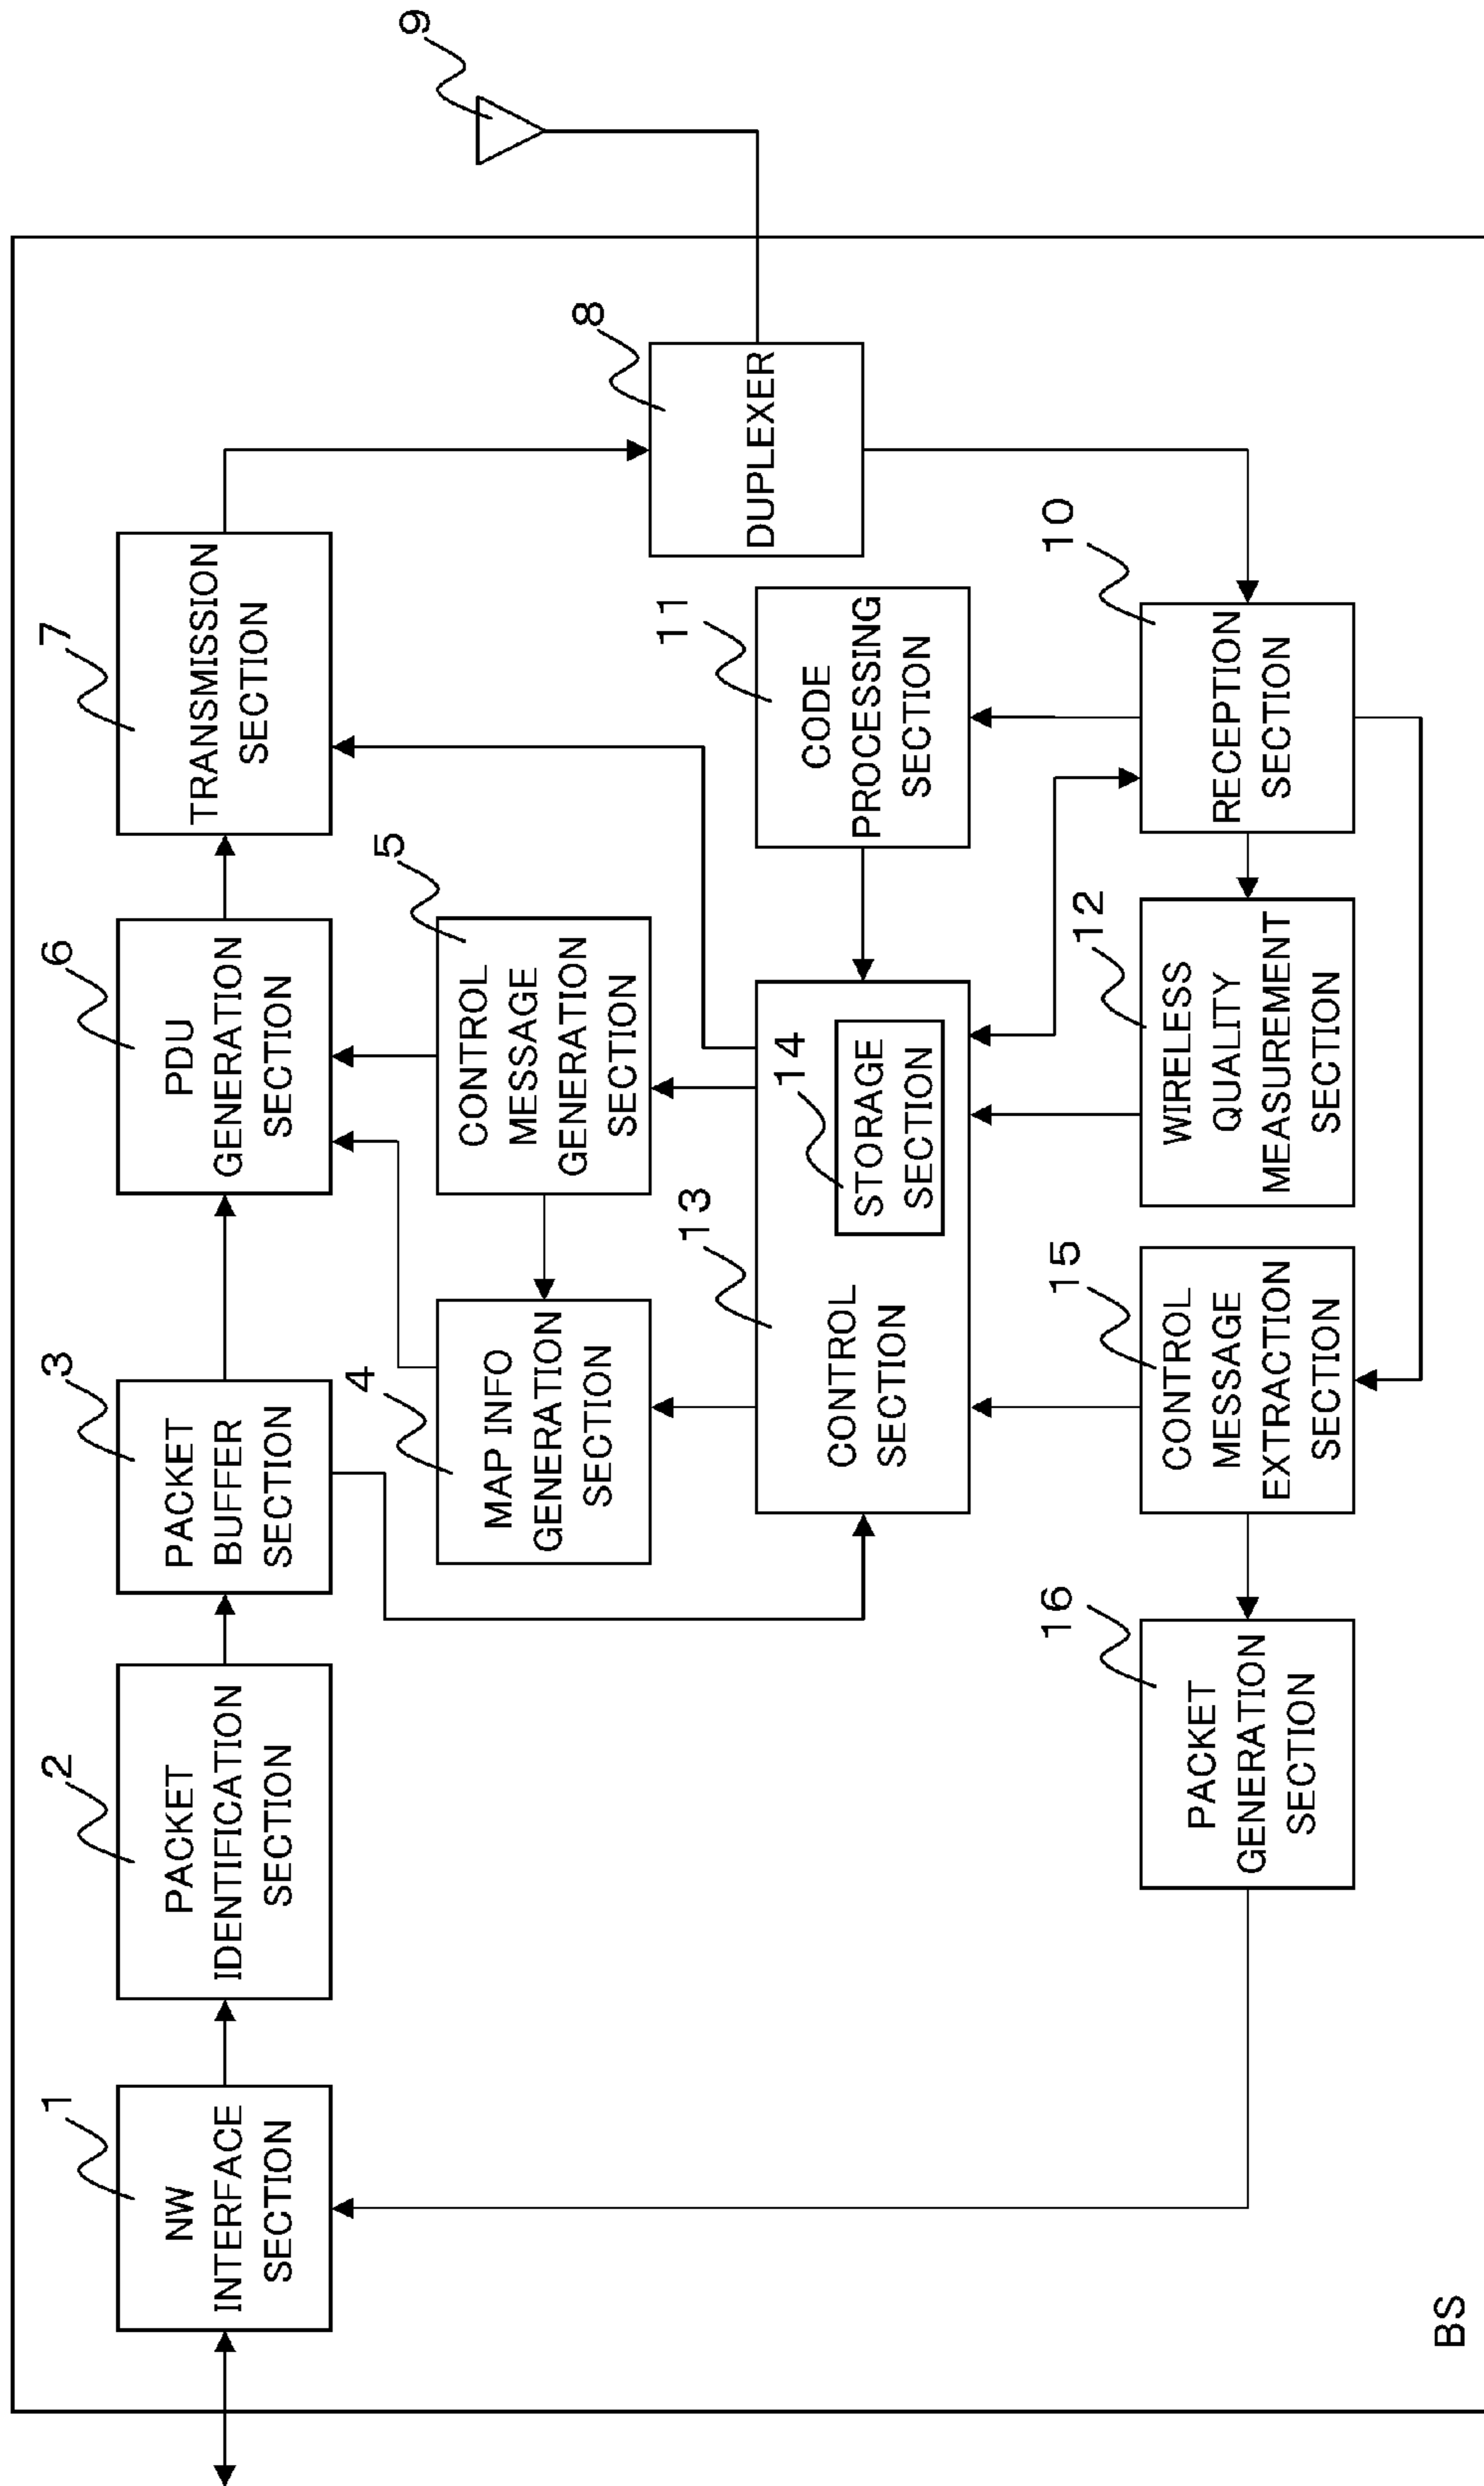 1
NW
INTERFACE
SECTION
2
PACKET
IDENTIFICATION
SECTION
3
PACKET
BUFFER
SECTION
6
PDU
GENERATION
SECTION
7
TRANSMISSION
SECTION
4
MAP INFO
GENERATION
SECTION
5
CONTROL
MESSAGE
GENERATION
SECTION
8
DUPLEXER
9
13
CONTROL
SECTION
14
STORAGE
SECTION
11
CODE
PROCESSING
SECTION
16
PACKET
GENERATION
SECTION
15
CONTROL
MESSAGE
EXTRACTION
SECTION
12
WIRELESS
QUALITY
MEASUREMENT
SECTION
10
RECEPTION
SECTION
BS